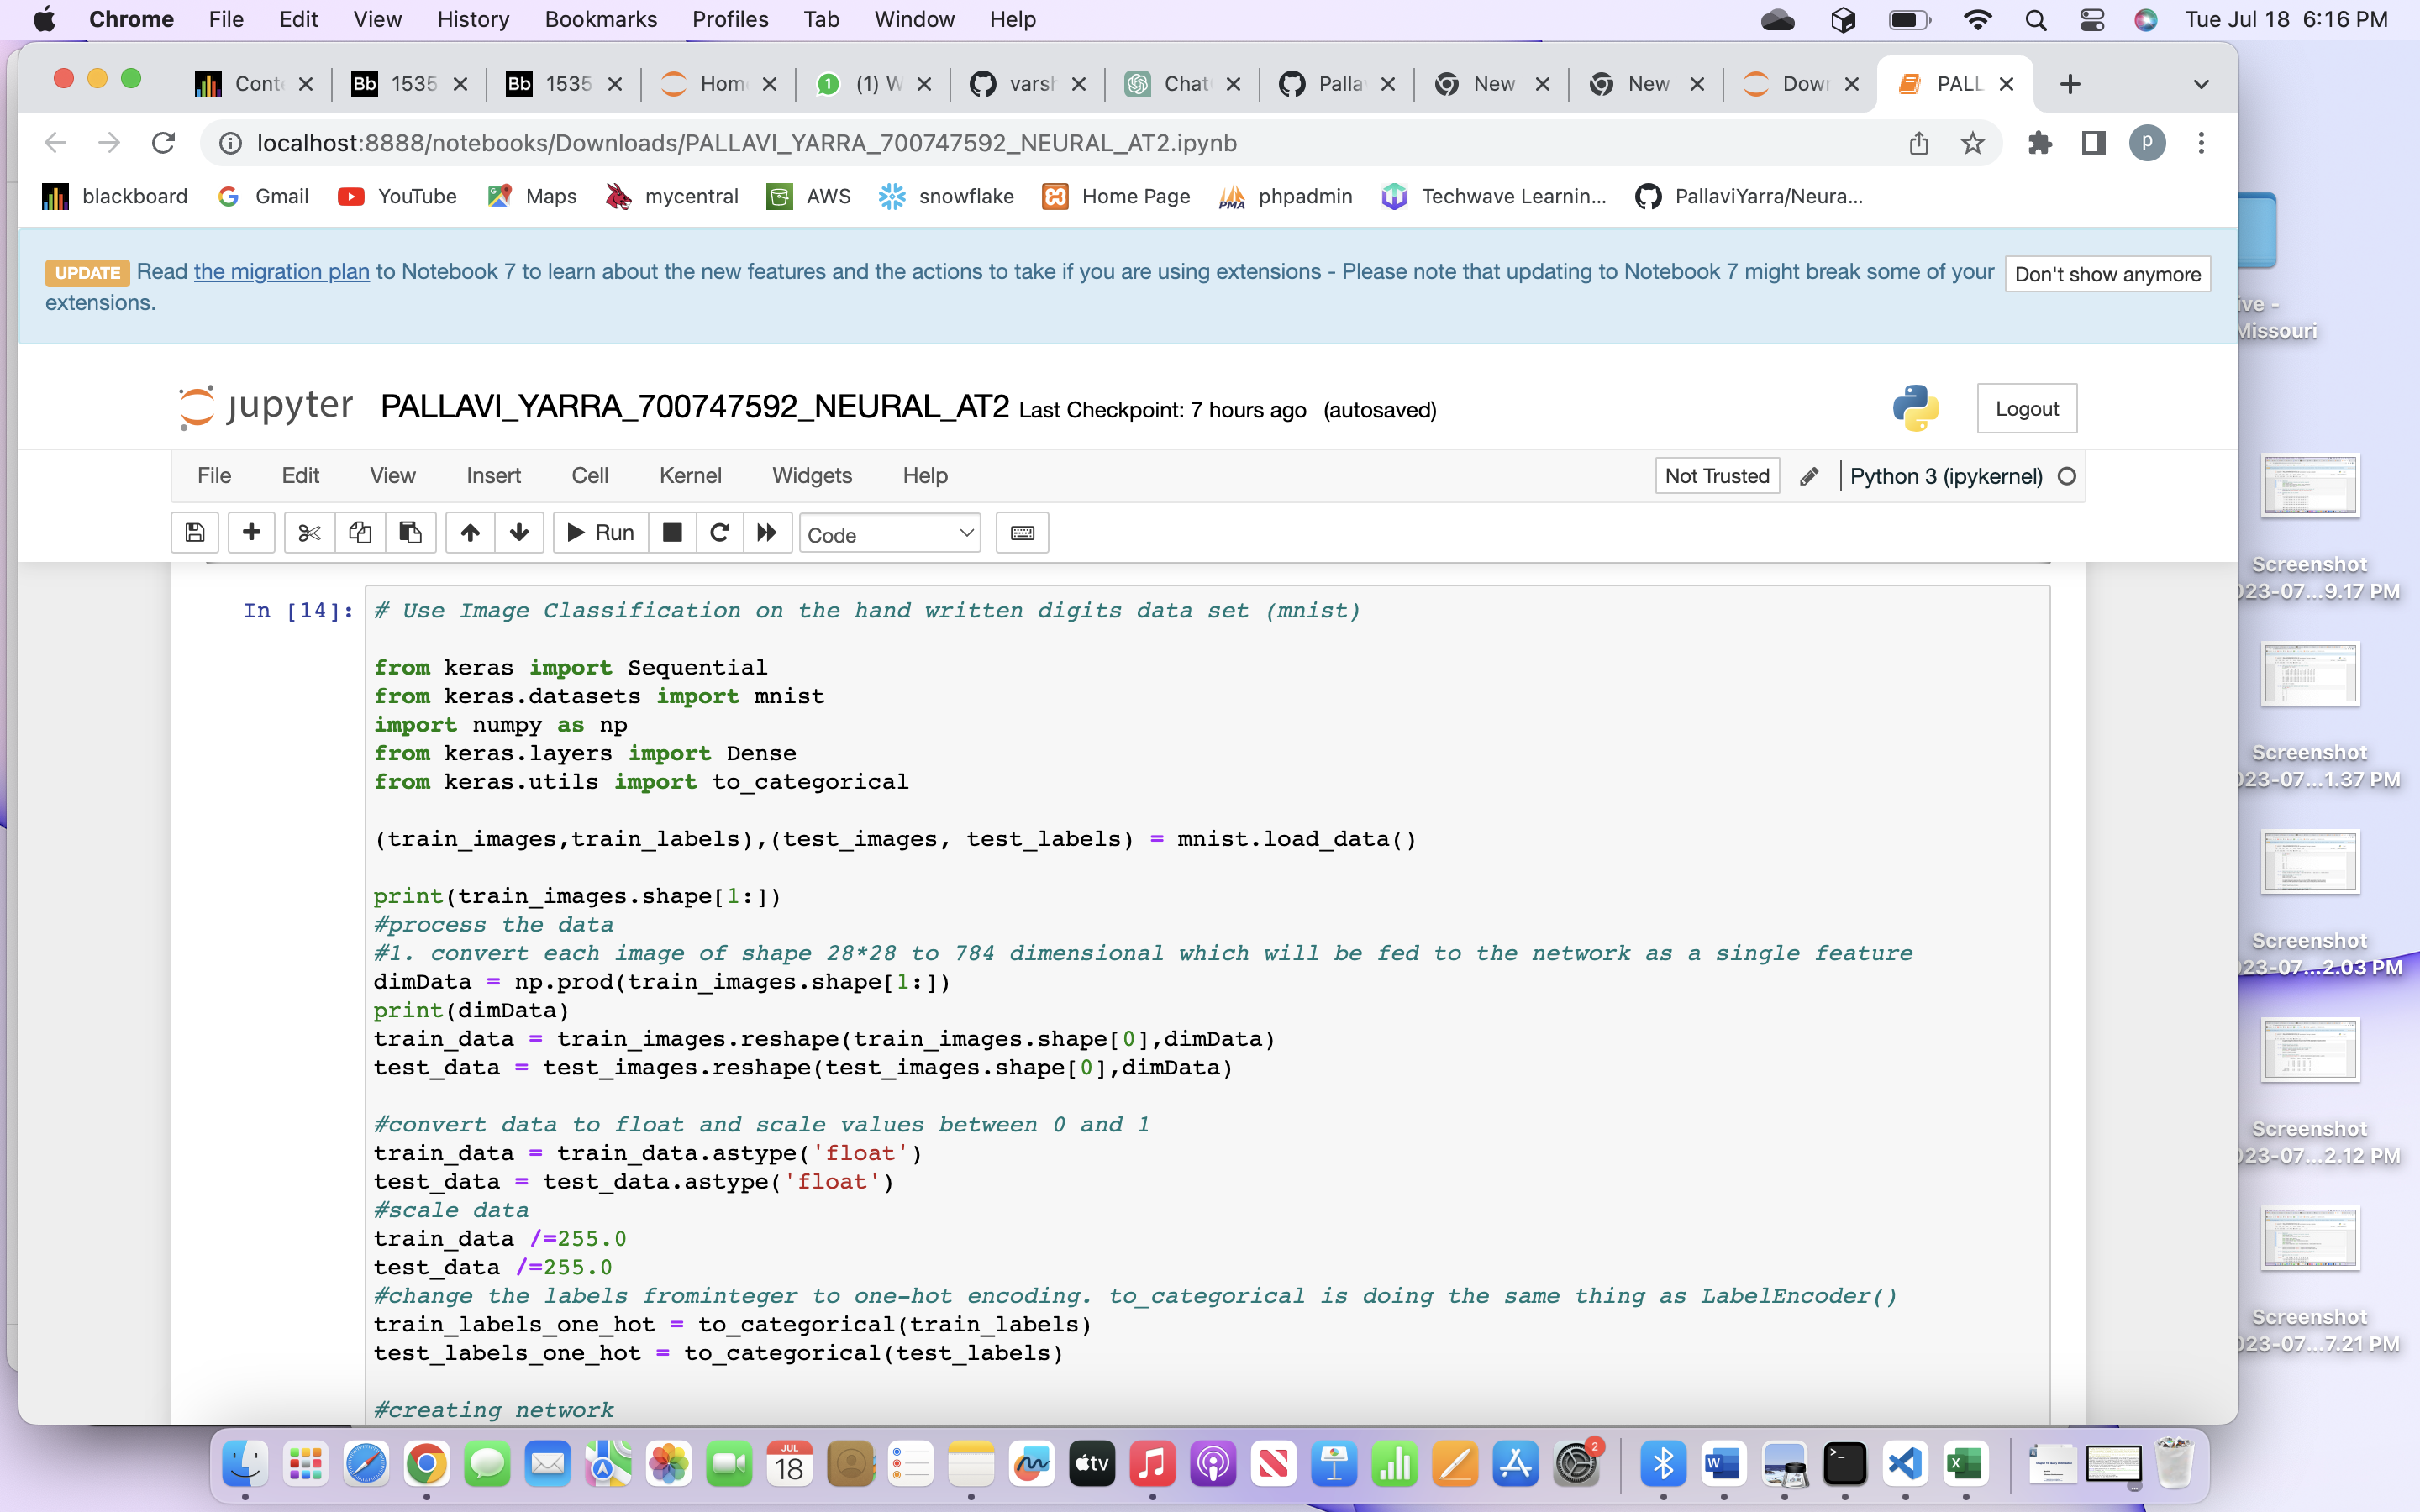 Chrome File Edit View History Bookmarks Profiles Tab Window Help Tue Jul 18 6:16 PM
Conte Bb 1535 Bb 1535 Hom 1 (1) W varsh Chat Palla New New Down PALL
localhost:8888/notebooks/Downloads/PALLAVI_YARRA_700747592_NEURAL_AT2.ipynb p
blackboard Gmail YouTube Maps mycentral AWS snowflake Home Page PMA phpadmin Techwave Learnin... PallaviYarra/Neura...
UPDATE Read the migration plan to Notebook 7 to learn about the new features and the actions to take if you are using extensions - Please note that updating to Notebook 7 might break some of your Don't show anymore
extensions.
ive -
Missouri
jupyter PALLAVI_YARRA_700747592_NEURAL_AT2 Last Checkpoint: 7 hours ago (autosaved) Logout
File Edit View Insert Cell Kernel Widgets Help Not Trusted Python 3 (ipykernel)
Run Code
In [14]: # Use Image Classification on the hand written digits data set (mnist)
from keras import Sequential
from keras.datasets import mnist
import numpy as np
from keras.layers import Dense
from keras.utils import to_categorical
(train_images,train_labels),(test_images, test_labels) = mnist.load_data()
print(train_images.shape[1:])
#process the data
#1. convert each image of shape 28*28 to 784 dimensional which will be fed to the network as a single feature
dimData = np.prod(train_images.shape[1:])
print(dimData)
train_data = train_images.reshape(train_images.shape[0],dimData)
test_data = test_images.reshape(test_images.shape[0],dimData)
#convert data to float and scale values between 0 and 1
train_data = train_data.astype('float')
test_data = test_data.astype('float')
#scale data
train_data /=255.0
test_data /=255.0
#change the labels frominteger to one-hot encoding. to_categorical is doing the same thing as LabelEncoder()
train_labels_one_hot = to_categorical(train_labels)
test_labels_one_hot = to_categorical(test_labels)
#creating network
Screenshot
023-07...9.17 PM
Screenshot
023-07...1.37 PM
Screenshot
023-07...2.03 PM
Screenshot
023-07...2.12 PM
Screenshot
023-07...7.21 PM
JUL
18
tv
2